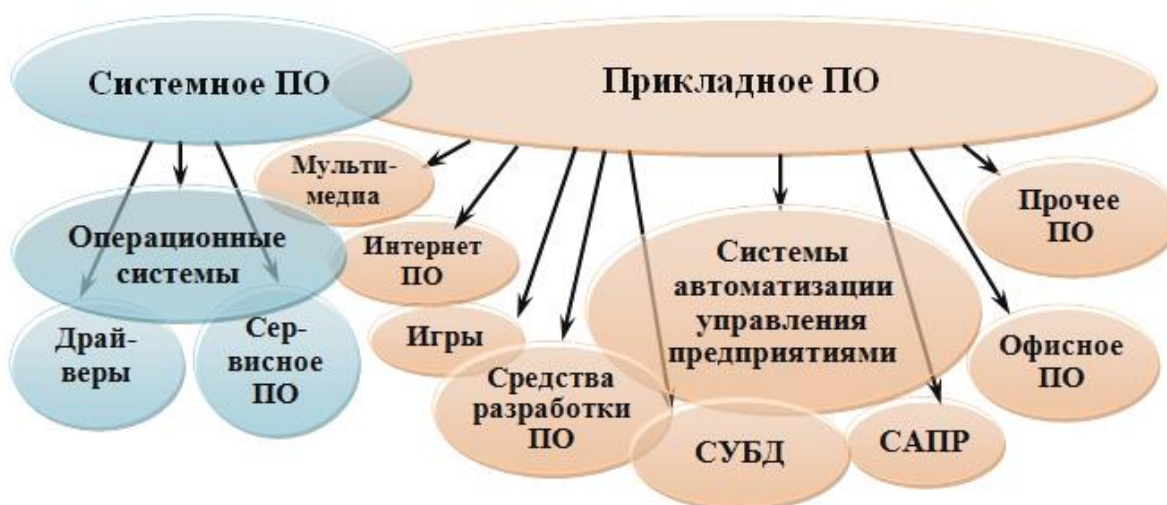 Системное ПО
Прикладное ПО
Мульти-
медиа
Операционные
системы
Интернет
ПО
Системы
автоматизации
управления
предприятиями
Прочее
ПО
Драй-
веры
Сер-
висное
ПО
Игры
Средства
разработки
ПО
СУБД
САПР
Офисное
ПО